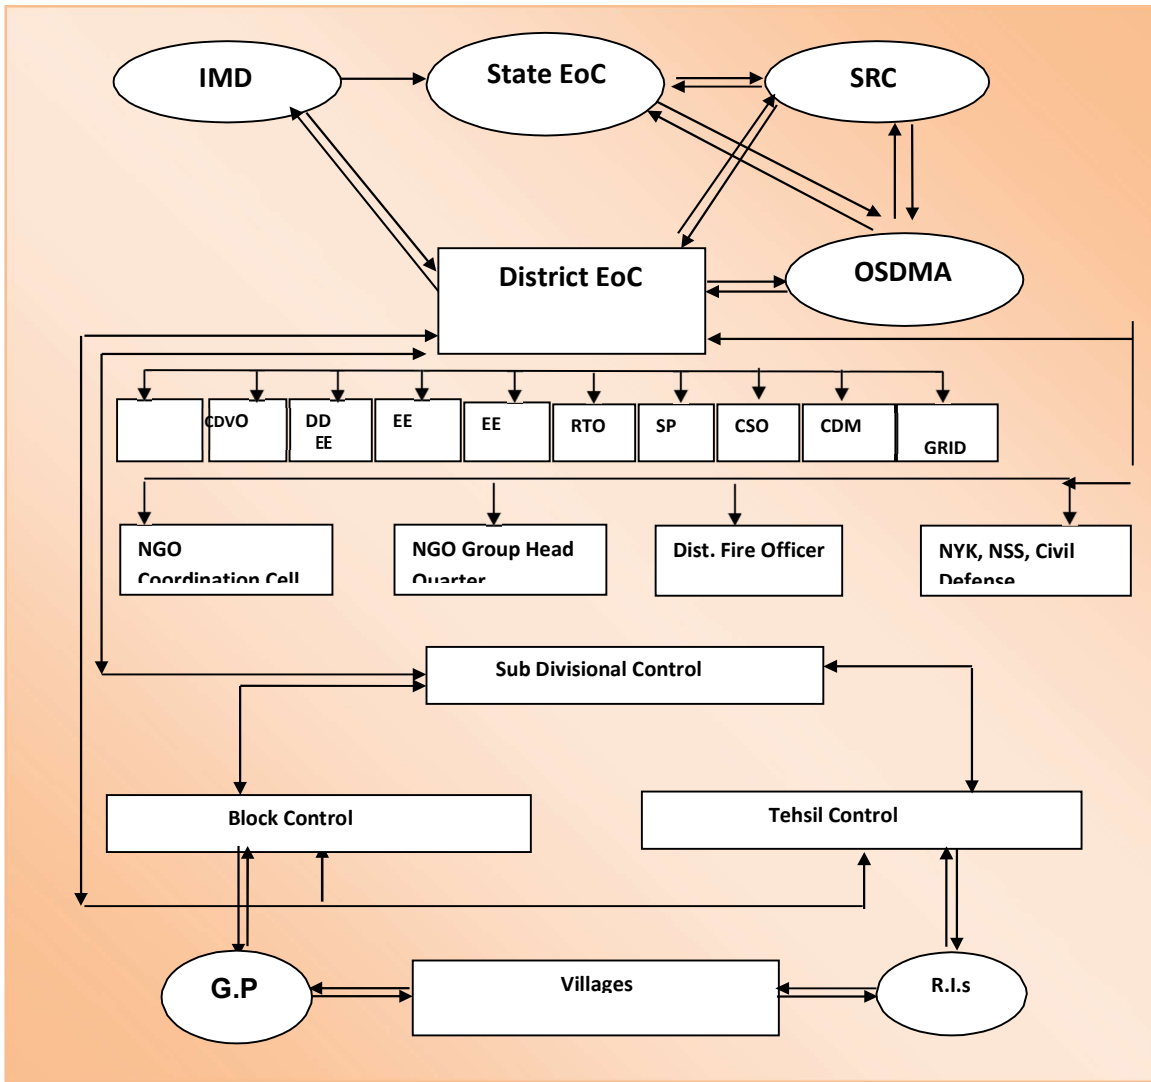 IMD
State EoC
SRC
District EoC
OSDMA
CDVO
DD
EE
EE
EE
RTO
SP
CSO
CDM
GRID
NGO
Coordination Cell
NGO Group Head
Quarter
Dist. Fire Officer
NYK, NSS, Civil
Defense
Sub Divisional Control
Block Control
Tehsil Control
G.P
Villages
R.I.s